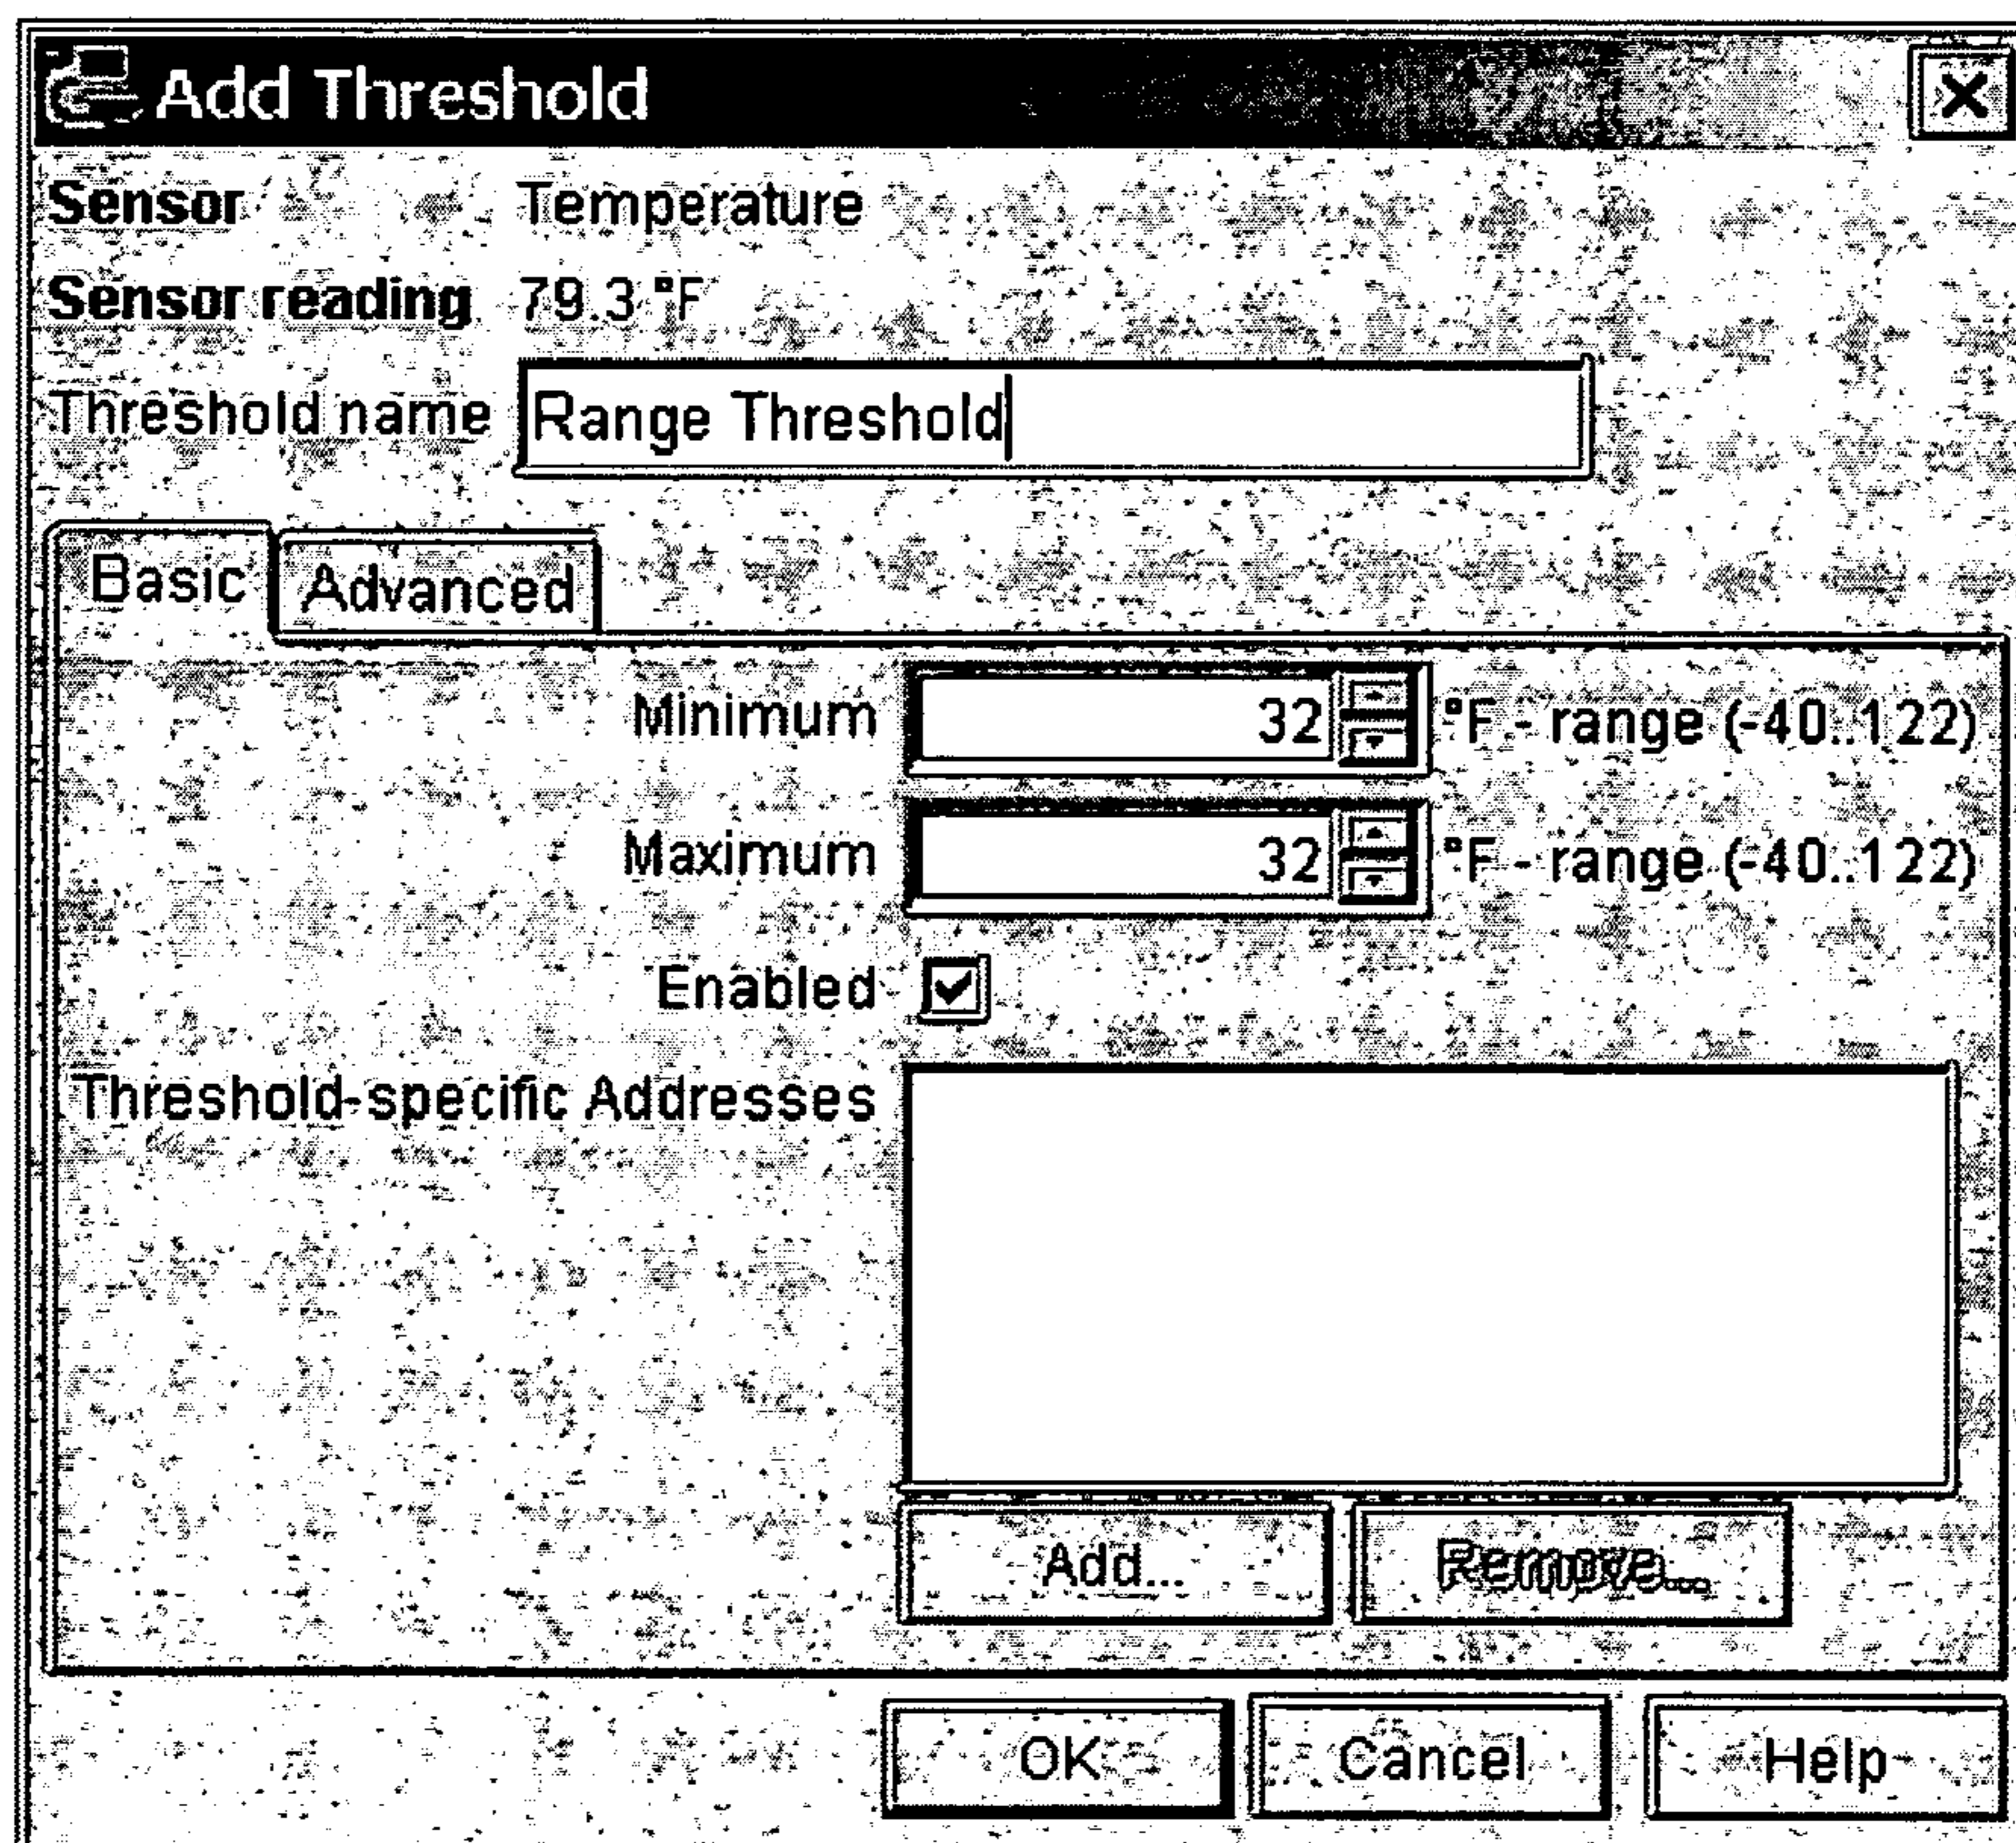 Add Threshold
Sensor Temperature
Sensor reading 79.3 °F
Threshold name Range Threshold
Basic Advanced
Minimum 32 °F - range (-40..122)
Maximum 32 °F - range (-40..122)
Enabled
Threshold-specific Addresses
Add... Remove...
OK Cancel Help